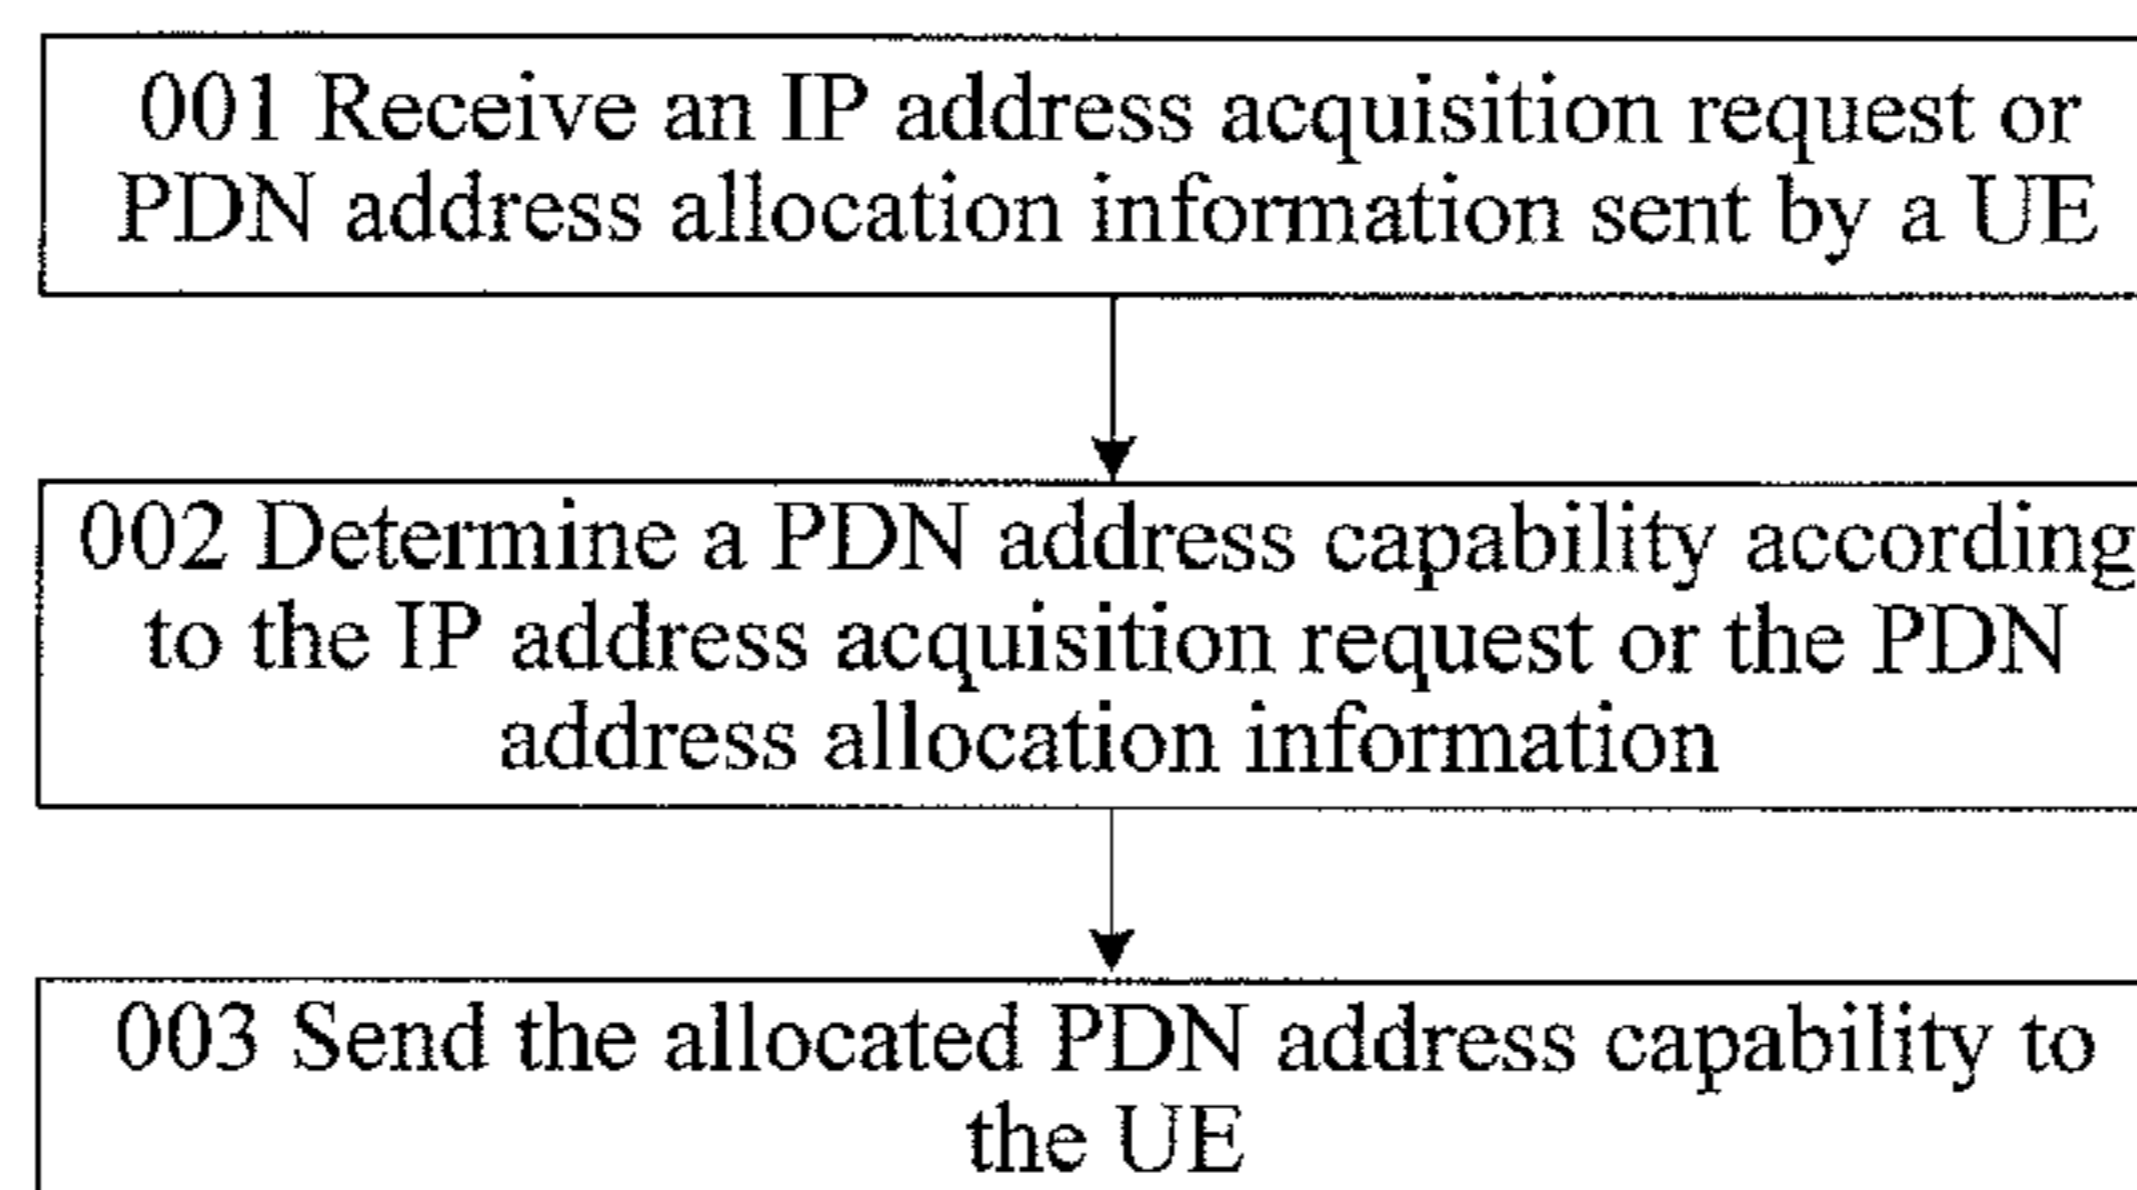 001 Receive an IP address acquisition request or
PDN address allocation information sent by a UE
002 Determine a PDN address capability according
to the IP address acquisition request or the PDN
address allocation information
003 Send the allocated PDN address capability to
the UE